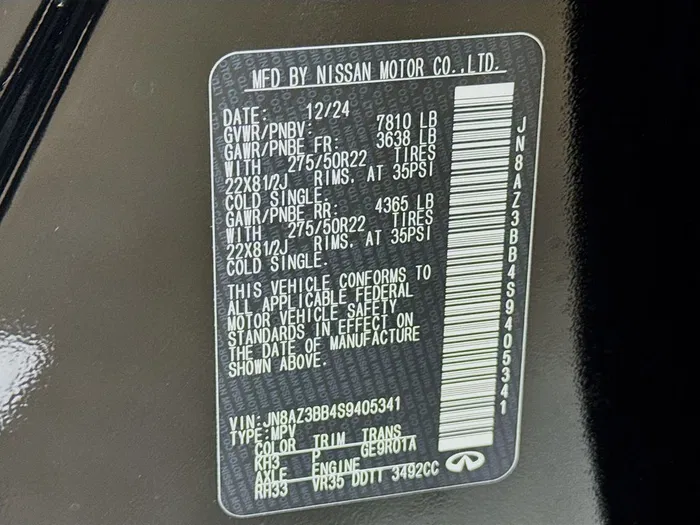 MFD BY NISSAN MOTOR CO.,LTD.
DATE: 12/24
GVWR/PNBV: 7810 LB
GAWR/PNBE FR: 3638 LB
WITH 275/50R22 TIRES
22X81/2J RIMS, AT 35PSI
COLD SINGLE.
GAWR/PNBE RR: 4365 LB
WITH 275/50R22 TIRES
22X81/2J RIMS, AT 35PSI
COLD SINGLE.
THIS VEHICLE CONFORMS TO
ALL APPLICABLE FEDERAL
MOTOR VEHICLE SAFETY
STANDARDS IN EFFECT ON
THE DATE OF MANUFACTURE
SHOWN ABOVE.
VIN: JN8AZ3BB4S9405341
TYPE: MPV
COLOR TRIM TRANS
KH3 P GE9R01A
AXLE ENGINE
RH33 VR35 DDTT 3492CC
JN8AZ3BB4S9405341